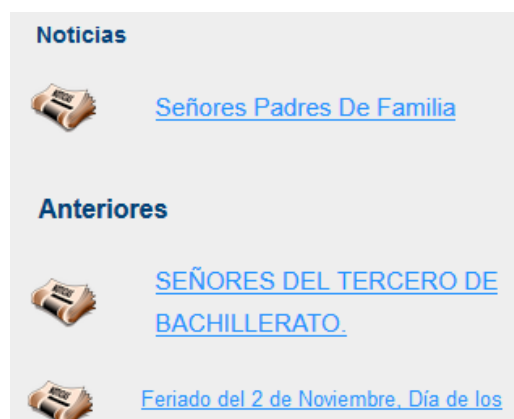 Noticias
Señores Padres De Familia
Anteriores
SEÑORES DEL TERCERO DE
BACHILLERATO.
Feriado del 2 de Noviembre, Día de los